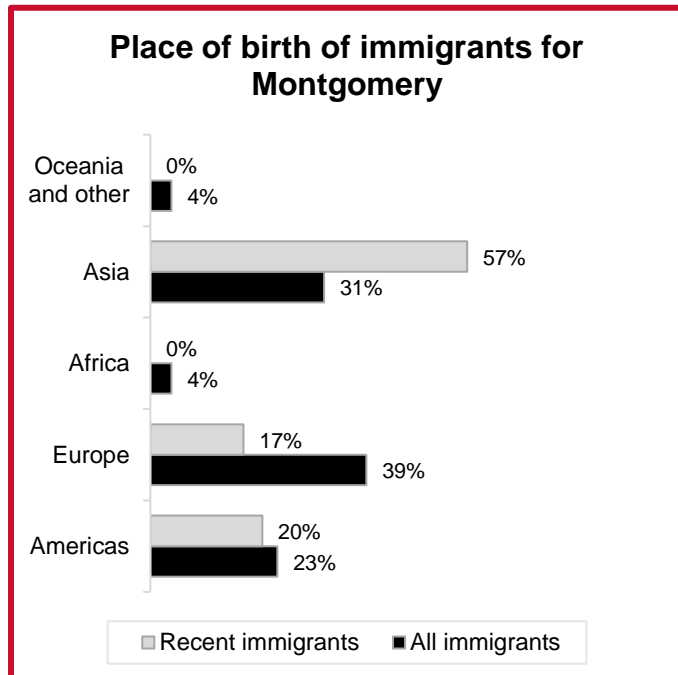 Place of birth of immigrants for
Montgomery
Oceania
and other
0%
4%
Asia
57%
31%
Africa
0%
4%
Europe
17%
39%
Americas
20%
23%
Recent immigrants
All immigrants